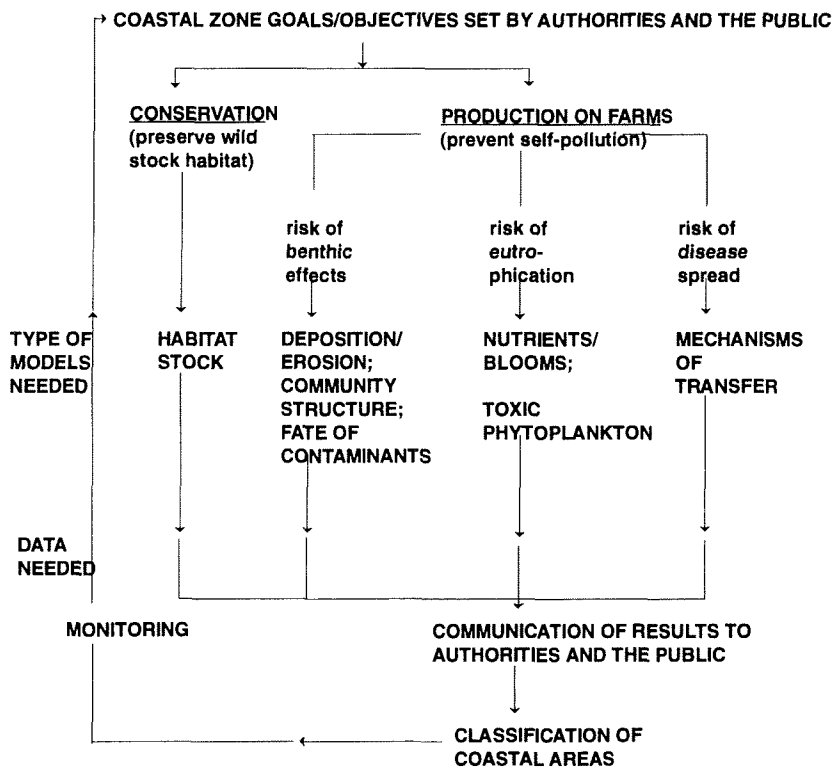 COASTAL ZONE GOALS/OBJECTIVES SET BY AUTHORITIES AND THE PUBLIC
CONSERVATION
(preserve wild
stock habitat)
PRODUCTION ON FARMS
(prevent self-pollution)
risk of
benthic
effects
risk of
eutro-
phication
risk of
disease
spread
TYPE OF
MODELS
NEEDED
HABITAT
STOCK
DEPOSITION/
EROSION;
COMMUNITY
STRUCTURE;
FATE OF
CONTAMINANTS
NUTRIENTS/
BLOOMS;
TOXIC
PHYTOPLANKTON
MECHANISMS
OF
TRANSFER
DATA
NEEDED
MONITORING
COMMUNICATION OF RESULTS TO
AUTHORITIES AND THE PUBLIC
CLASSIFICATION OF
COASTAL AREAS